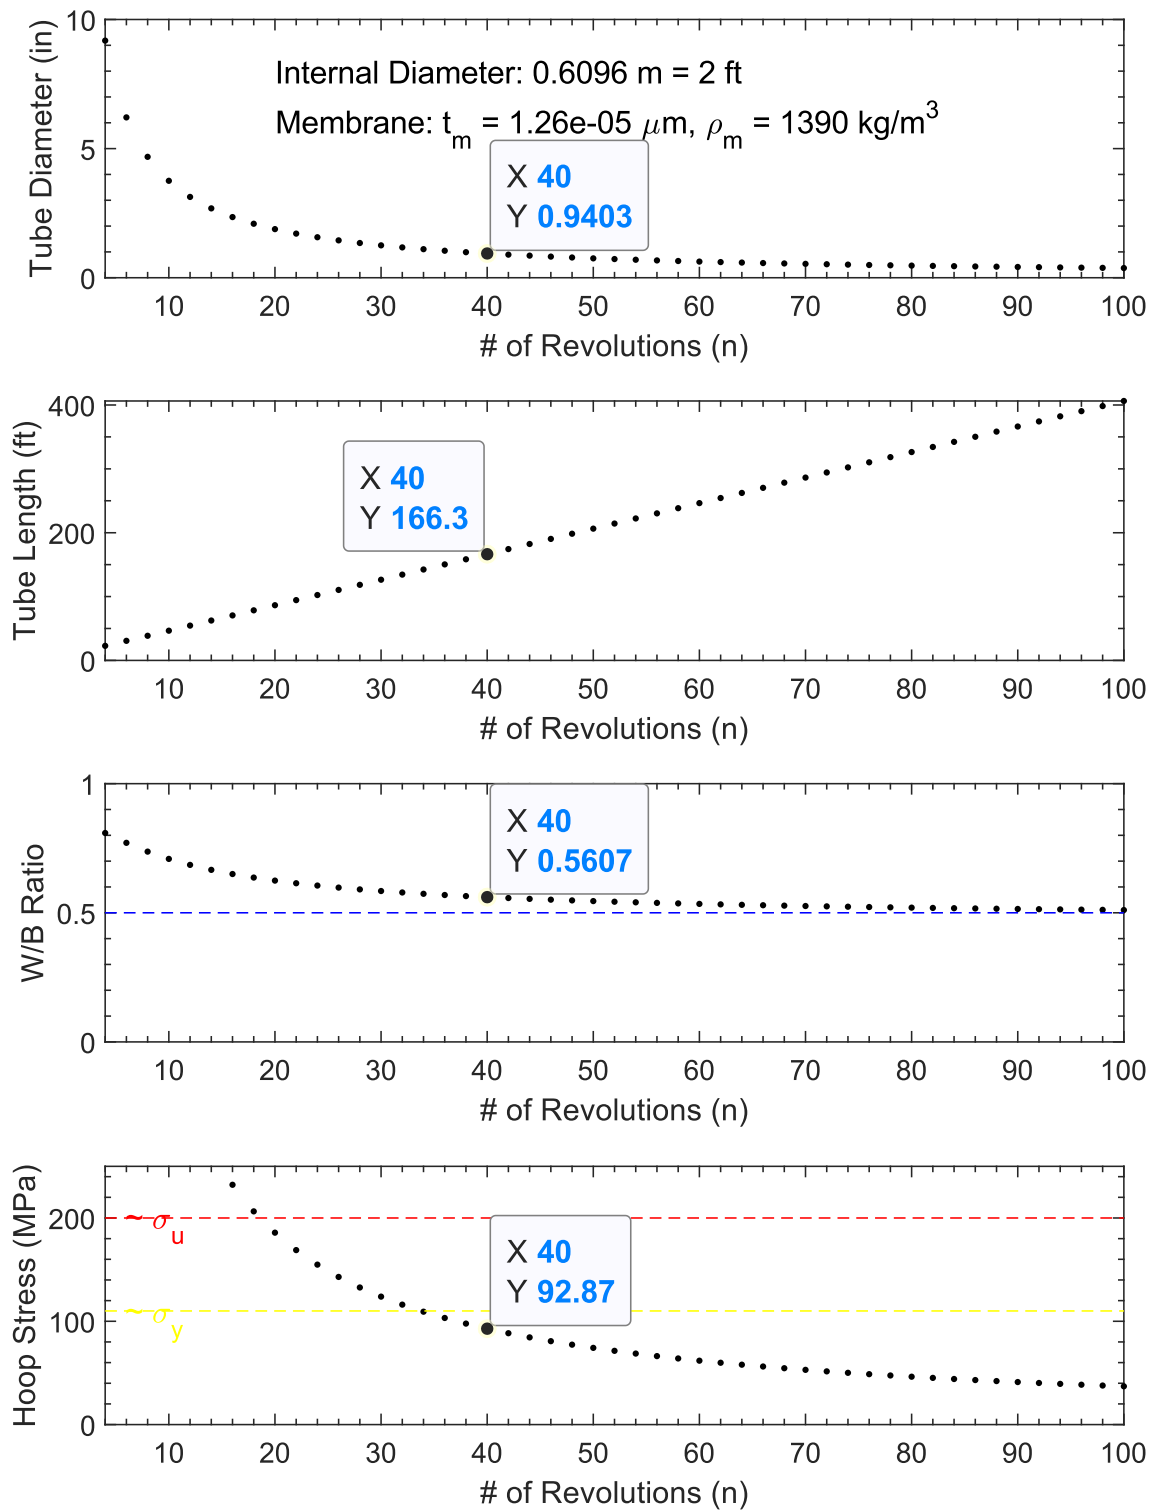 Tube Diameter (in)
10
5
0
Internal Diameter: 0.6096 m = 2 ft
Membrane: t_m = 1.26e-05 μm, ρ_m = 1390 kg/m^3
X 40
Y 0.9403
10 20 30 40 50 60 70 80 90 100
# of Revolutions (n)
Tube Length (ft)
400
200
0
X 40
Y 166.3
10 20 30 40 50 60 70 80 90 100
# of Revolutions (n)
W/B Ratio
1
0.5
0
X 40
Y 0.5607
10 20 30 40 50 60 70 80 90 100
# of Revolutions (n)
Hoop Stress (MPa)
200
100
0
~ σ_u
~ σ_y
X 40
Y 92.87
10 20 30 40 50 60 70 80 90 100
# of Revolutions (n)